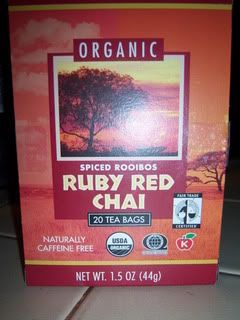 ORGANIC
SPICED ROOIBOS
RUBY RED
CHAI
20 TEA BAGS
FAIR TRADE
CERTIFIED
NATURALLY
CAFFEINE FREE
USDA
ORGANIC
K
NET WT. 1.5 OZ (44g)